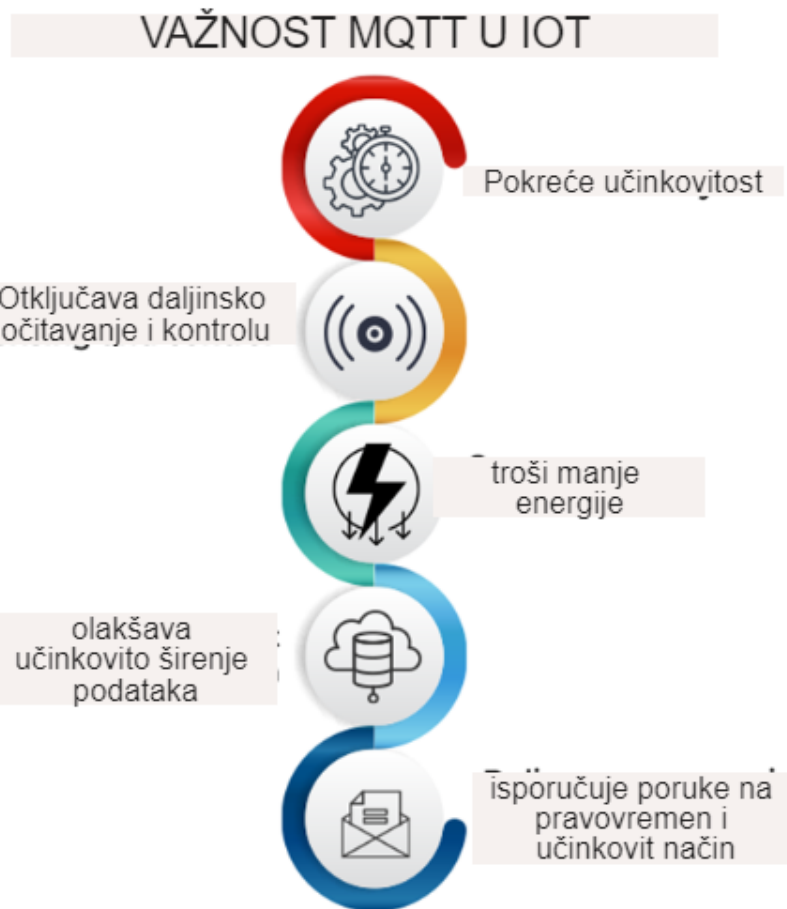 VAŽNOST MQTT U IOT
Pokreće učinkovitost
Otključava daljinsko
očitavanje i kontrolu
troši manje
energije
olakšava
učinkovito širenje
podataka
isporučuje poruke na
pravovremen i
učinkovit način